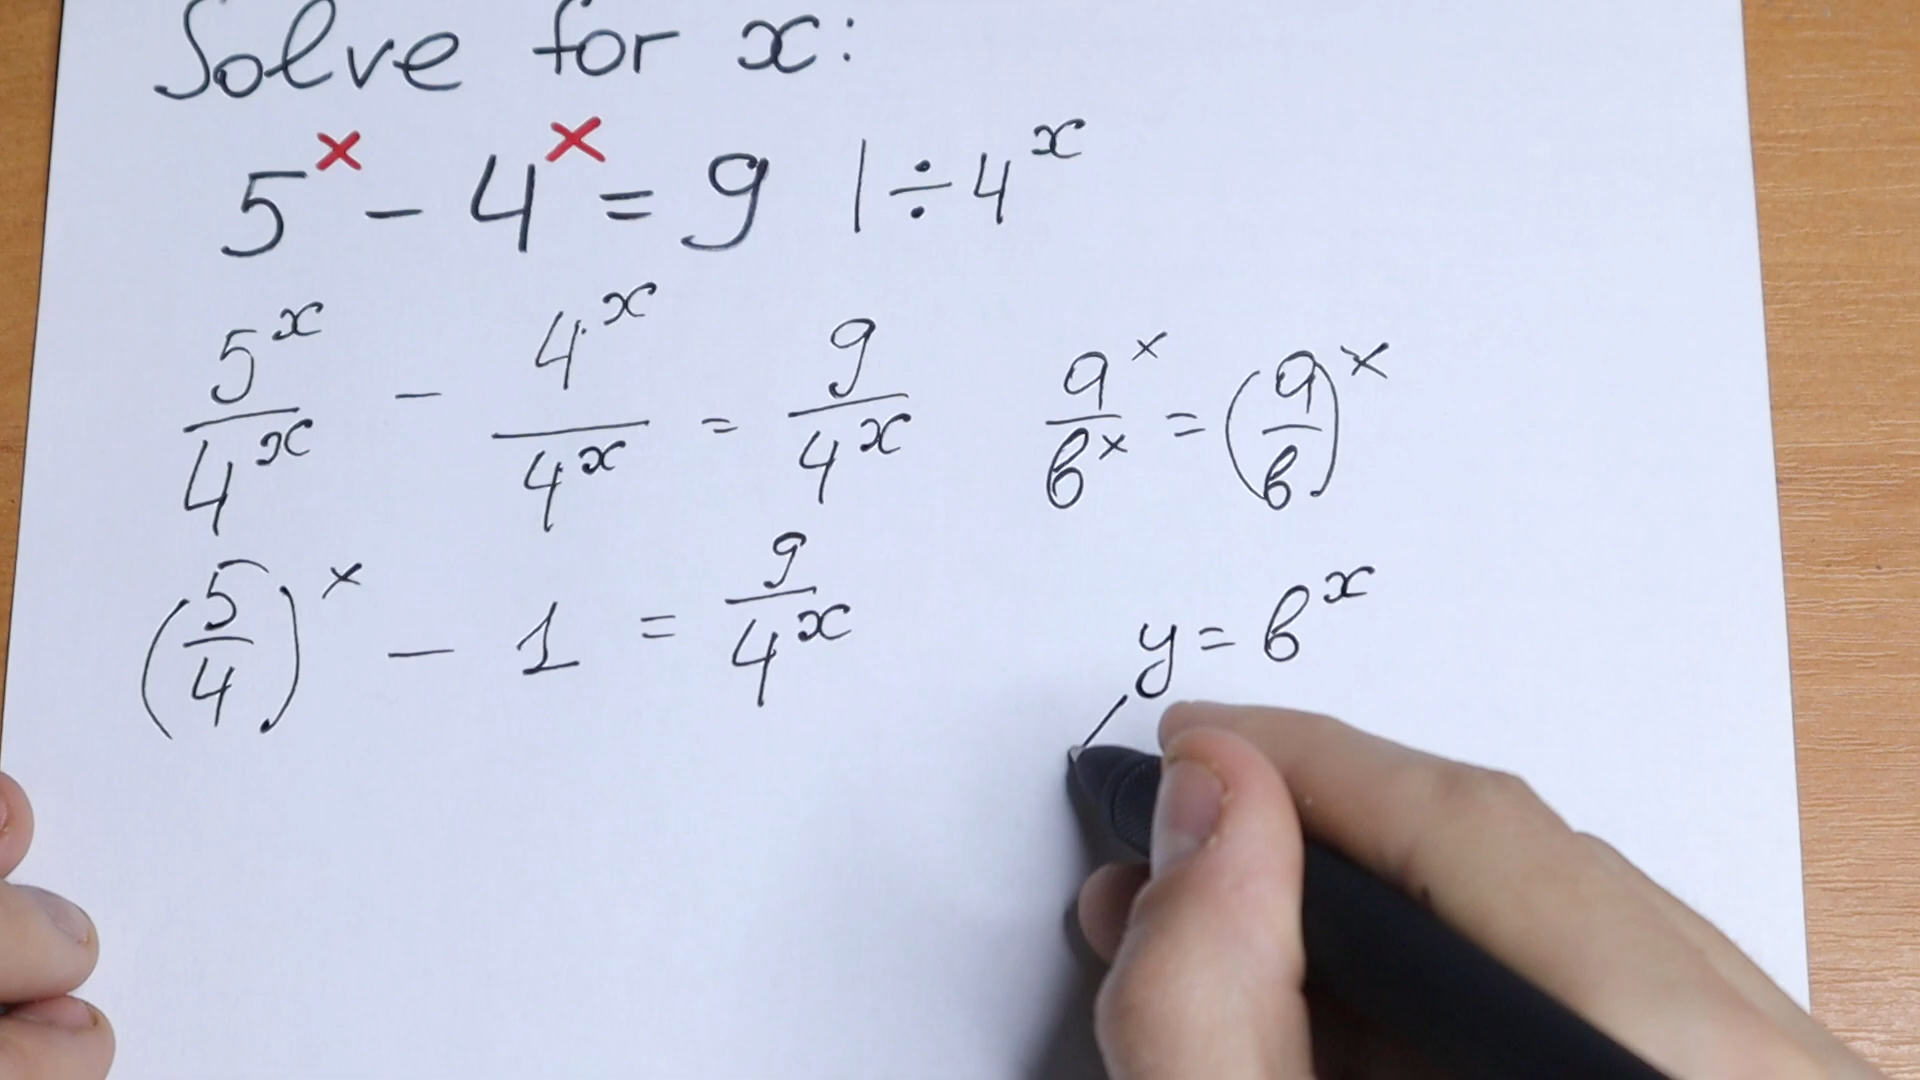 Solve for x:
5^x - 4^x = 9 | ÷ 4^x
5^x/4^x - 4^x/4^x = 9/4^x
a^x/b^x = (a/b)^x
(5/4)^x - 1 = 9/4^x
y = b^x